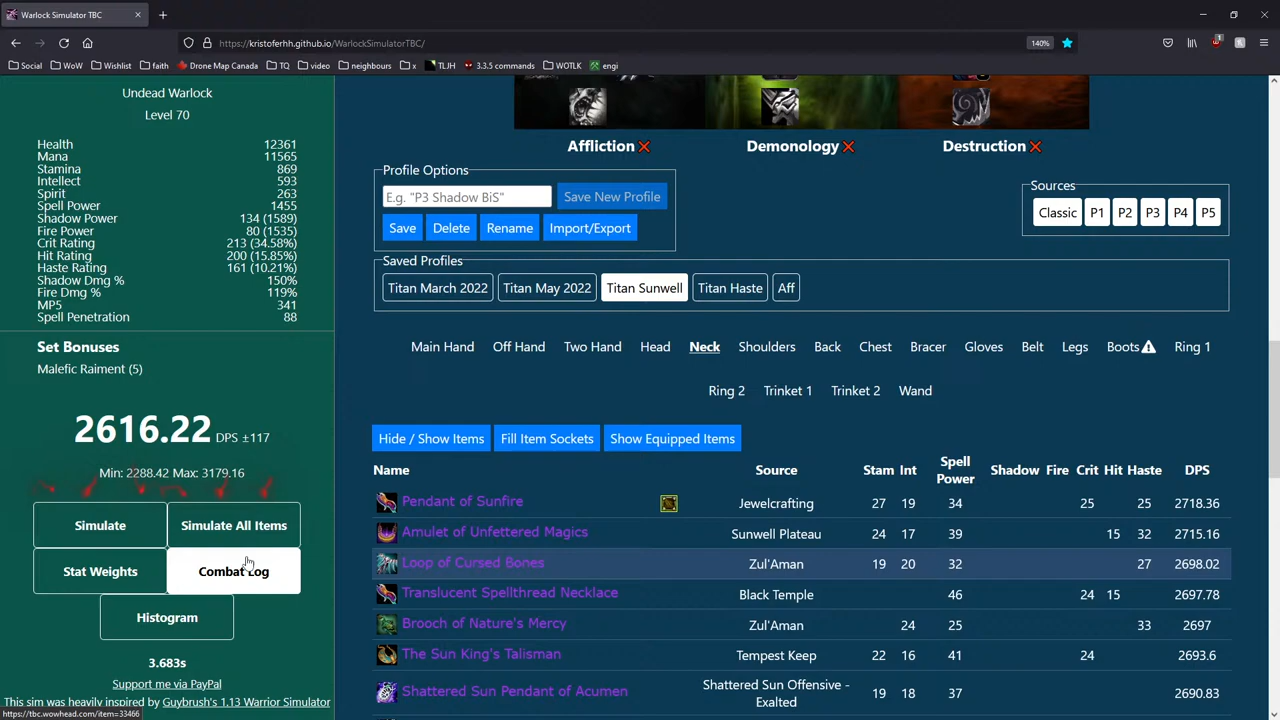 Warlock Simulator TBC
https://kristoferhh.github.io/WarlockSimulatorTBC/
140%
Social WoW Wishlist faith Drone Map Canada TQ video neighbours x TLJH 3.3.5 commands WOTLK engi
Undead Warlock
Level 70
Health 12361
Mana 11565
Stamina 869
Intellect 593
Spirit 263
Spell Power 1455
Shadow Power 134 (1589)
Fire Power 80 (1535)
Crit Rating 213 (34.58%)
Hit Rating 200 (15.85%)
Haste Rating 161 (10.21%)
Shadow Dmg % 150%
Fire Dmg % 119%
MP5 341
Spell Penetration 88
Set Bonuses
Malefic Raiment (5)
2616.22 DPS ±117
Min: 2288.42 Max: 3179.16
Simulate Simulate All Items
Stat Weights Combat Log
Histogram
3.683s
Support me via PayPal
This sim was heavily inspired by Guybrush's 1.13 Warrior Simulator
https://tbc.wowhead.com/item=33466
Affliction Demonology Destruction
Profile Options
E.g. "P3 Shadow BiS" Save New Profile
Save Delete Rename Import/Export
Sources
Classic P1 P2 P3 P4 P5
Saved Profiles
Titan March 2022 Titan May 2022 Titan Sunwell Titan Haste Aff
Main Hand Off Hand Two Hand Head Neck Shoulders Back Chest Bracer Gloves Belt Legs Boots Ring 1
Ring 2 Trinket 1 Trinket 2 Wand
Hide / Show Items Fill Item Sockets Show Equipped Items
Name Source Stam Int Spell Power Shadow Fire Crit Hit Haste DPS
Pendant of Sunfire Jewelcrafting 27 19 34 25 25 2718.36
Amulet of Unfettered Magics Sunwell Plateau 24 17 39 15 32 2715.16
Loop of Cursed Bones Zul'Aman 19 20 32 27 2698.02
Translucent Spellthread Necklace Black Temple 46 24 15 2697.78
Brooch of Nature's Mercy Zul'Aman 24 25 33 2697
The Sun King's Talisman Tempest Keep 22 16 41 24 2693.6
Shattered Sun Pendant of Acumen Shattered Sun Offensive - Exalted 19 18 37 2690.83